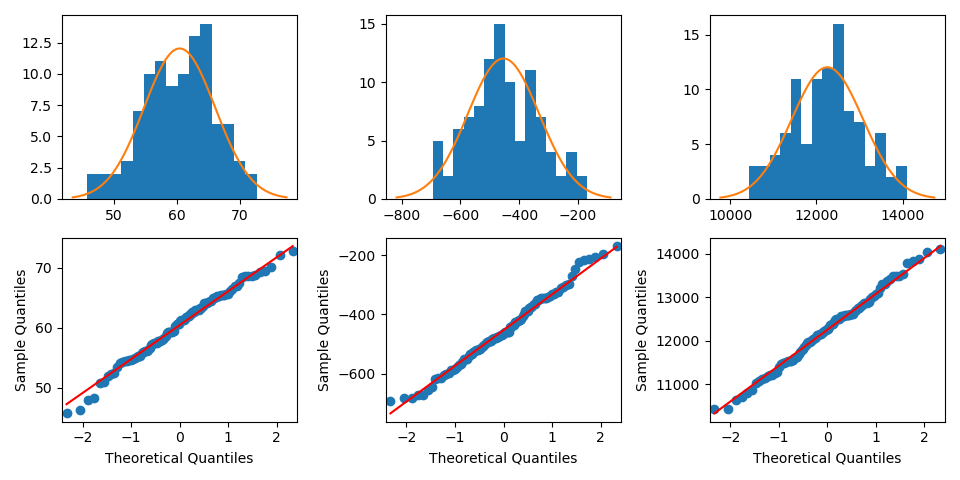 12.5
10.0
7.5
5.0
2.5
0.0
50 60 70
15
10
5
0
−800 −600 −400 −200
15
10
5
0
10000 12000 14000
Sample Quantiles
70
60
50
−2 −1 0 1 2
Theoretical Quantiles
Sample Quantiles
−200
−400
−600
−2 −1 0 1 2
Theoretical Quantiles
Sample Quantiles
14000
13000
12000
11000
−2 −1 0 1 2
Theoretical Quantiles